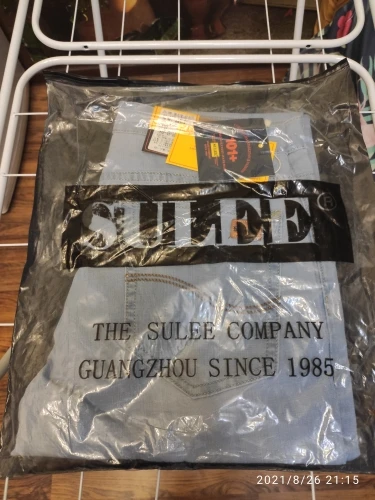 SULEE®
THE SULEE COMPANY
GUANGZHOU SINCE 1985
2021/8/26 21:15